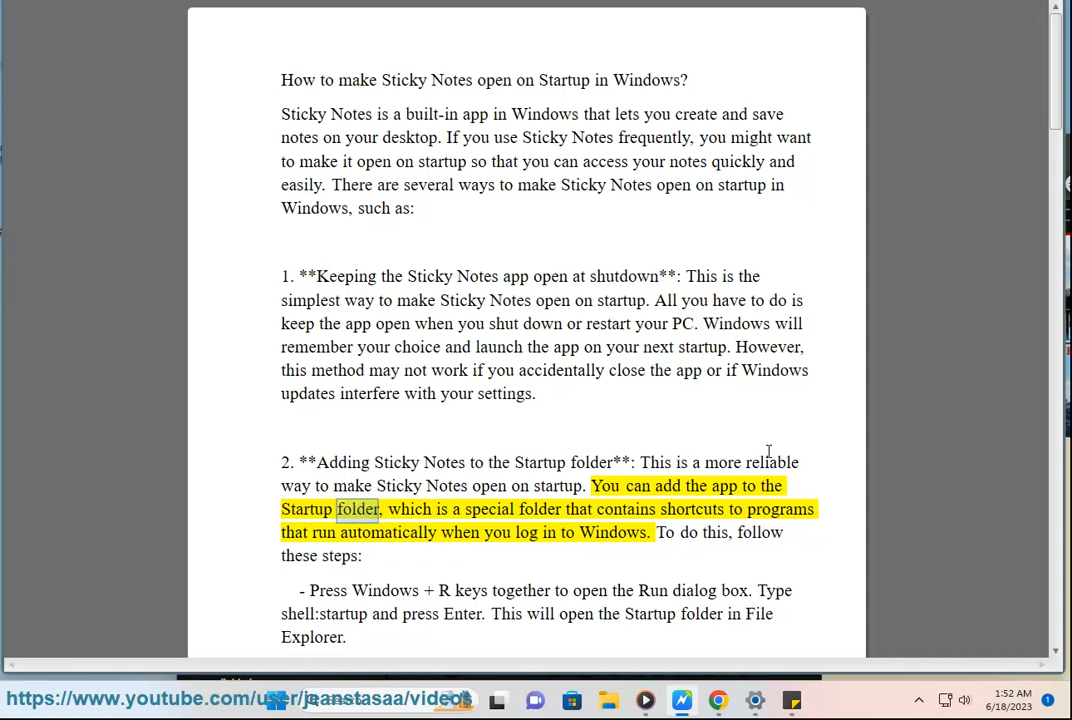 How to make Sticky Notes open on Startup in Windows?
Sticky Notes is a built-in app in Windows that lets you create and save
notes on your desktop. If you use Sticky Notes frequently, you might want
to make it open on startup so that you can access your notes quickly and
easily. There are several ways to make Sticky Notes open on startup in
Windows, such as:
1. **Keeping the Sticky Notes app open at shutdown**: This is the
simplest way to make Sticky Notes open on startup. All you have to do is
keep the app open when you shut down or restart your PC. Windows will
remember your choice and launch the app on your next startup. However,
this method may not work if you accidentally close the app or if Windows
updates interfere with your settings.
2. **Adding Sticky Notes to the Startup folder**: This is a more reliable
way to make Sticky Notes open on startup. You can add the app to the
Startup folder, which is a special folder that contains shortcuts to programs
that run automatically when you log in to Windows. To do this, follow
these steps:
- Press Windows + R keys together to open the Run dialog box. Type
shell:startup and press Enter. This will open the Startup folder in File
Explorer.
https://www.youtube.com/user/jeanstasaa/videos
1:52 AM
6/18/2023
1